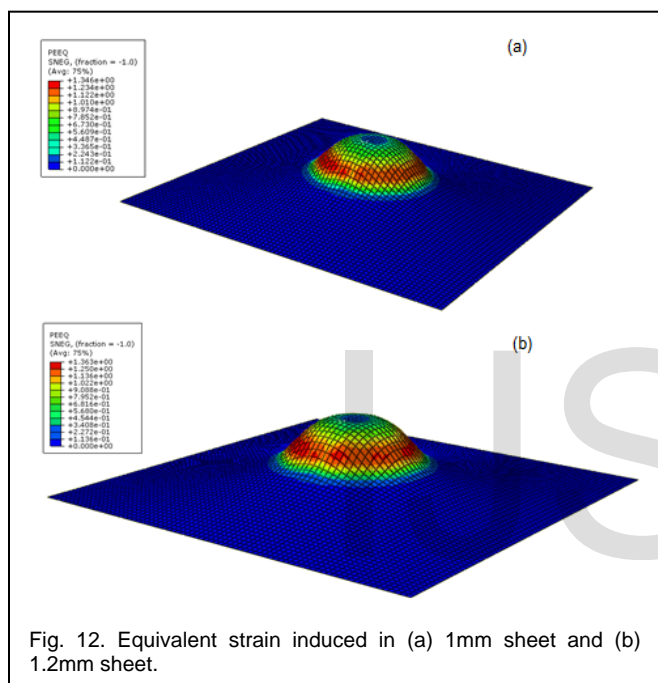 (a)
PEEQ
SNEG, (fraction = -1.0)
(Avg: 75%)
+1.346e+00
+1.234e+00
+1.122e+00
+1.010e+00
+8.974e-01
+7.852e-01
+6.730e-01
+5.609e-01
+4.487e-01
+3.365e-01
+2.243e-01
+1.122e-01
+0.000e+00
(b)
PEEQ
SNEG, (fraction = -1.0)
(Avg: 75%)
+1.363e+00
+1.250e+00
+1.136e+00
+1.022e+00
+9.088e-01
+7.952e-01
+6.816e-01
+5.680e-01
+4.544e-01
+3.408e-01
+2.272e-01
+1.136e-01
+0.000e+00
IJS
Fig. 12. Equivalent strain induced in (a) 1mm sheet and (b)
1.2mm sheet.